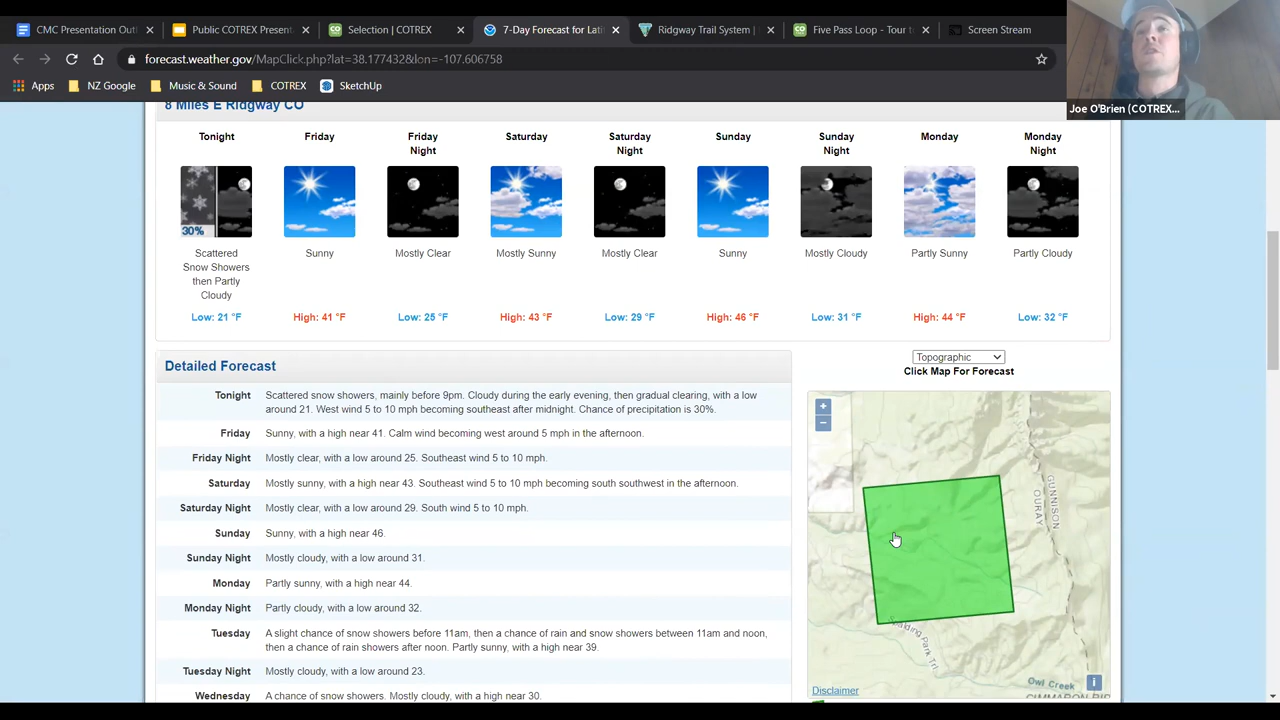 CMC Presentation Out
Public COTREX Present
Selection | COTREX
7-Day Forecast for Lati
Ridgway Trail System |
Five Pass Loop - Tour t
Screen Stream
forecast.weather.gov/MapClick.php?lat=38.177432&lon=-107.606758
Apps
NZ Google
Music & Sound
COTREX
SketchUp
Joe O'Brien (COTREX...
8 Miles E Ridgway CO
Tonight
Friday
Friday
Night
Saturday
Saturday
Night
Sunday
Sunday
Night
Monday
Monday
Night
30%
Scattered
Snow Showers
then Partly
Cloudy
Sunny
Mostly Clear
Mostly Sunny
Mostly Clear
Sunny
Mostly Cloudy
Partly Sunny
Partly Cloudy
Low: 21 °F
High: 41 °F
Low: 25 °F
High: 43 °F
Low: 29 °F
High: 46 °F
Low: 31 °F
High: 44 °F
Low: 32 °F
Detailed Forecast
Tonight
Scattered snow showers, mainly before 9pm. Cloudy during the early evening, then gradual clearing, with a low
around 21. West wind 5 to 10 mph becoming southeast after midnight. Chance of precipitation is 30%.
Friday
Sunny, with a high near 41. Calm wind becoming west around 5 mph in the afternoon.
Friday Night
Mostly clear, with a low around 25. Southeast wind 5 to 10 mph.
Saturday
Mostly sunny, with a high near 43. Southeast wind 5 to 10 mph becoming south southwest in the afternoon.
Saturday Night
Mostly clear, with a low around 29. South wind 5 to 10 mph.
Sunday
Sunny, with a high near 46.
Sunday Night
Mostly cloudy, with a low around 31.
Monday
Partly sunny, with a high near 44.
Monday Night
Partly cloudy, with a low around 32.
Tuesday
A slight chance of snow showers before 11am, then a chance of rain and snow showers between 11am and noon,
then a chance of rain showers after noon. Partly sunny, with a high near 39.
Tuesday Night
Mostly cloudy, with a low around 23.
Wednesday
A chance of snow showers. Mostly cloudy, with a high near 30.
Topographic
Click Map For Forecast
+
−
GUNNISON
OURAY
Park Trl
Owl Creek
Disclaimer
i